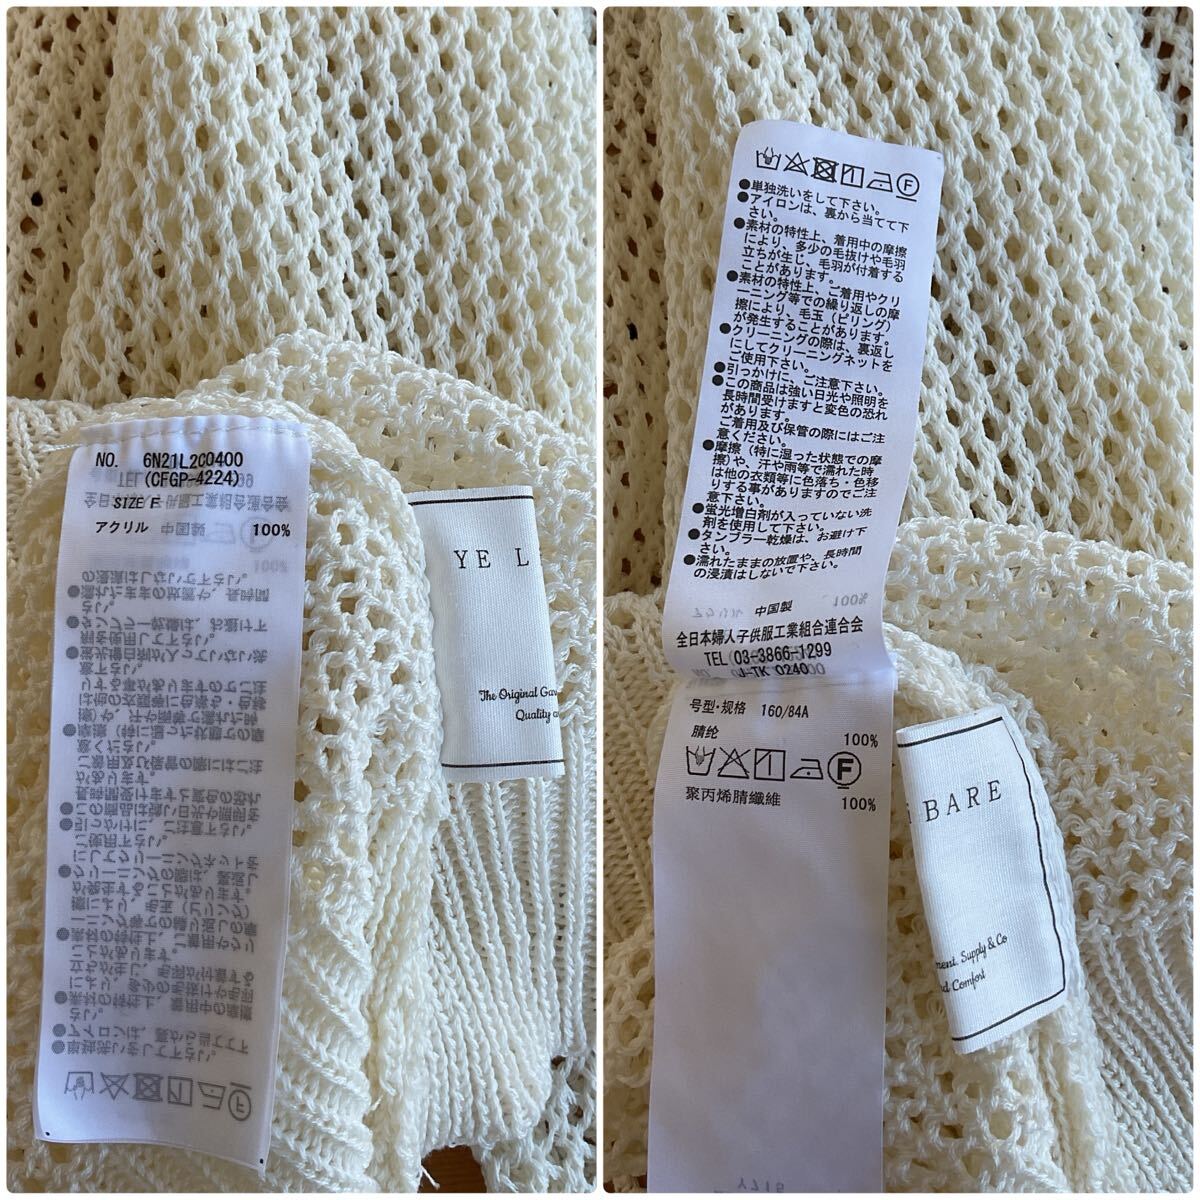 NO. 6N21L2C0400
(CFGP-4224)
SIZE F
アクリル 100%
YE L
The Original Gar
Quality a
●単独洗いをして下さい。
●アイロンは、裏から当てて下
さい。
●素材の特性上、着用中の摩擦
により、多少の毛抜けや毛羽
立ちが生じ、毛羽が付着する
ことがあります。
●素材の特性上、ご着用やクリ
ーニング等での繰り返しの摩
擦により、毛玉（ピリング）
が発生することがあります。
●クリーニングの際は、裏返し
にしてクリーニングネットを
ご使用下さい。
●引っかけに、ご注意下さい。
●この商品は強い日光や照明を
長時間受けますと変色の恐れ
があります。
ご着用及び保管の際にはご注
意ください。
●摩擦（特に湿った状態での摩
擦）や、汗や雨等で濡れた時
は他の衣類等に色落ち・色移
りする事がありますのでご注
意下さい。
●蛍光増白剤が入っていない洗
剤を使用して下さい。
●タンブラー乾燥は、お避け下
さい。
●濡れたままの放置や、長時間
の浸漬はしないで下さい。
中国製
全日本婦人子供服工業組合連合会
TEL 03-3866-1299
QJ-TK 02400
号型·规格 160/84A
腈纶 100%
聚丙烯腈纖維 100%
BARE
ment. Supply & Co
nd Comfort